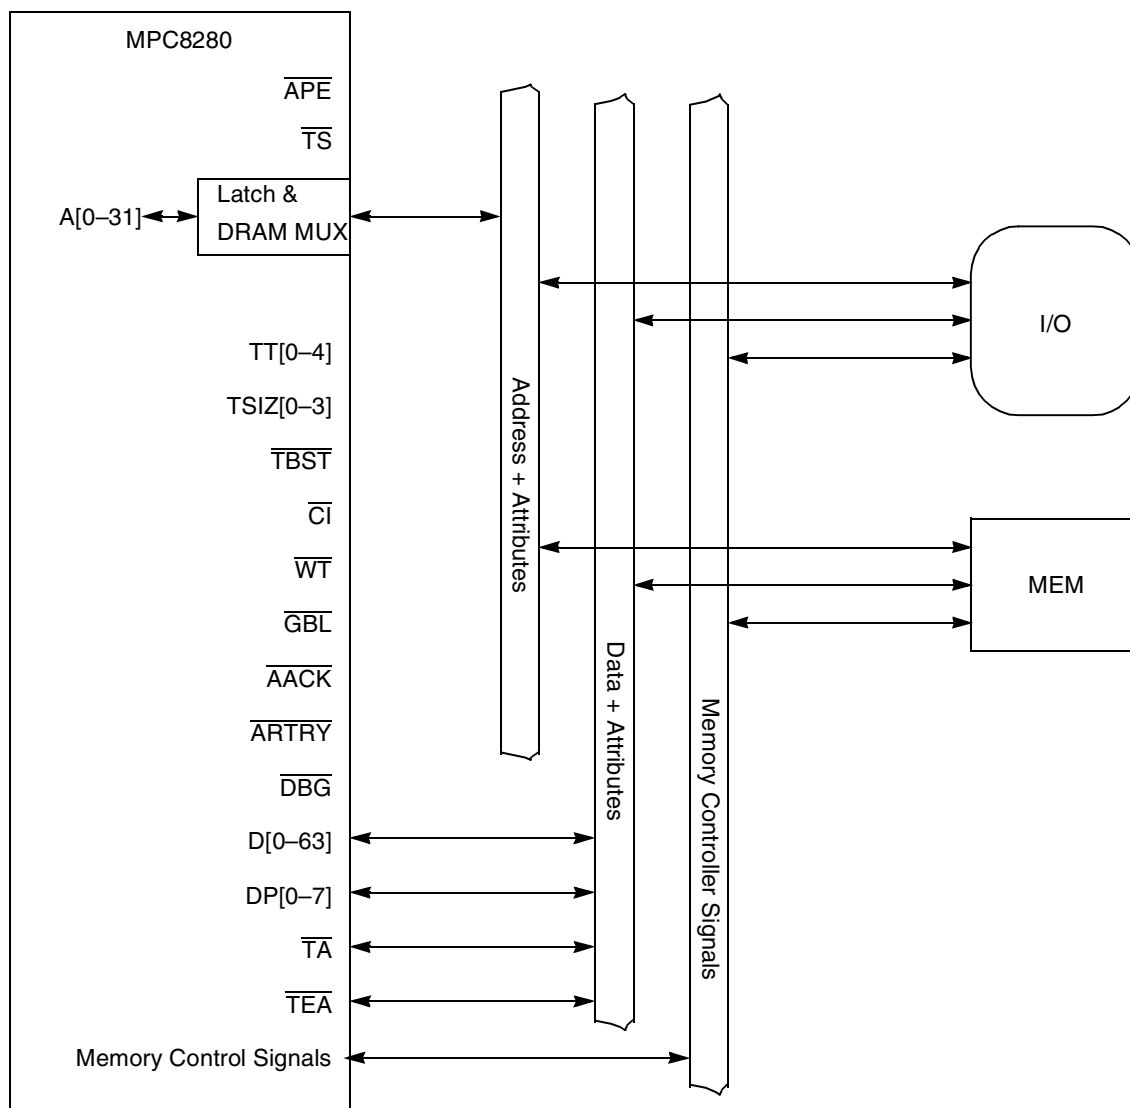 MPC8280
APE
TS
Latch &
A[0–31]
DRAM MUX
I/O
TT[0–4]
TSIZ[0–3]
TBST
CI
WT
GBL
AACK
ARTRY
DBG
D[0–63]
DP[0–7]
TA
TEA
Memory Control Signals
Address + Attributes
Data + Attributes
Memory Controller Signals
MEM